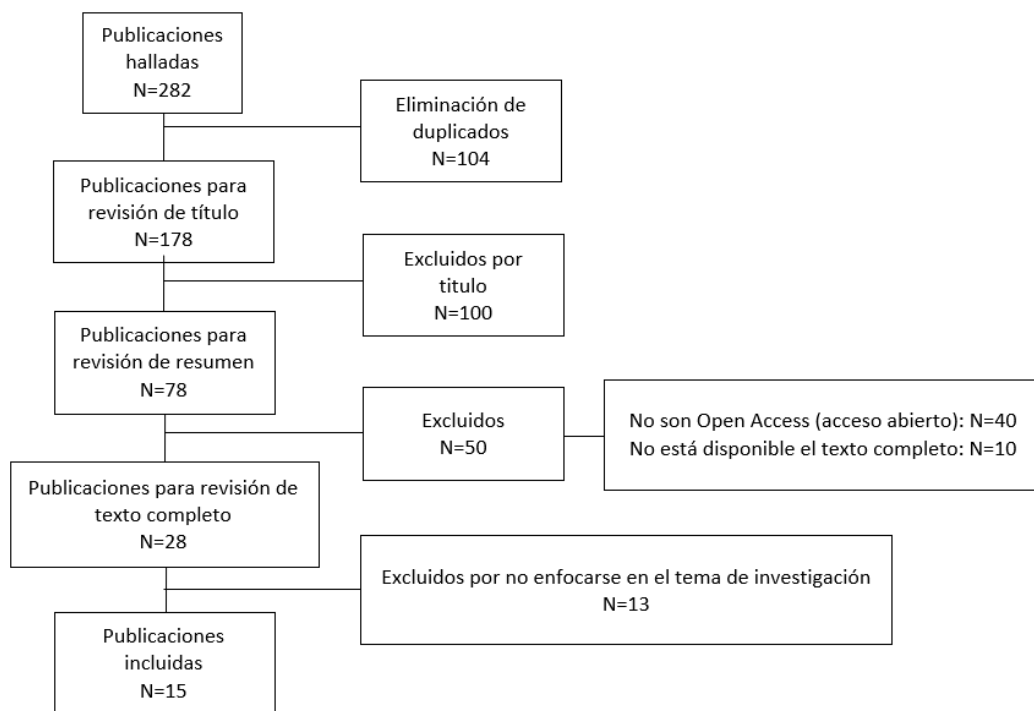 Publicaciones
halladas
N=282
Eliminación de
duplicados
N=104
Publicaciones para
revisión de título
N=178
Excluidos por
titulo
N=100
Publicaciones para
revisión de resumen
N=78
Excluidos
N=50
No son Open Access (acceso abierto): N=40
No está disponible el texto completo: N=10
Publicaciones para revisión de
texto completo
N=28
Excluidos por no enfocarse en el tema de investigación
N=13
Publicaciones
incluidas
N=15